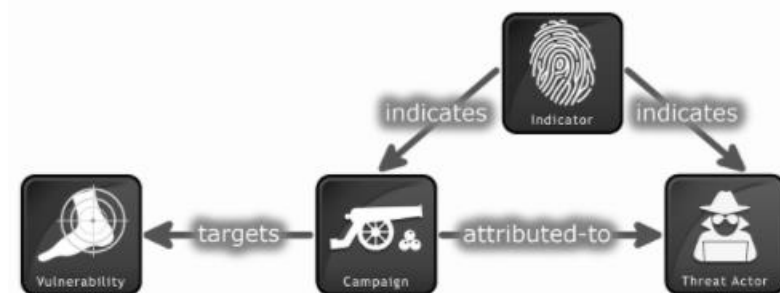 Indicator
indicates indicates
Vulnerability targets Campaign attributed-to Threat Actor